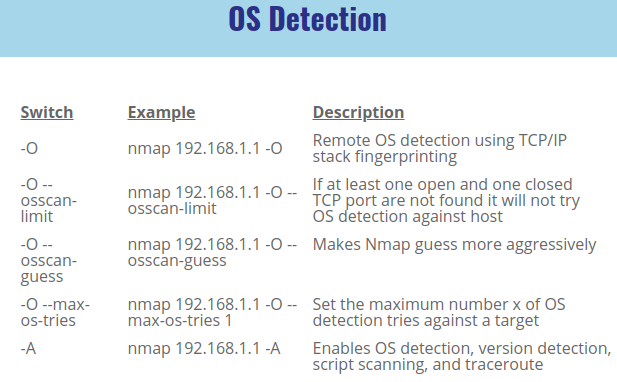 OS Detection
Switch Example Description
-O nmap 192.168.1.1 -O Remote OS detection using TCP/IP
stack fingerprinting
-O -- nmap 192.168.1.1 -O -- If at least one open and one closed
osscan- osscan-limit TCP port are not found it will not try
limit OS detection against host
-O -- nmap 192.168.1.1 -O -- Makes Nmap guess more aggressively
osscan- osscan-guess
guess
-O --max- nmap 192.168.1.1 -O -- Set the maximum number x of OS
os-tries max-os-tries 1 detection tries against a target
-A nmap 192.168.1.1 -A Enables OS detection, version detection,
script scanning, and traceroute